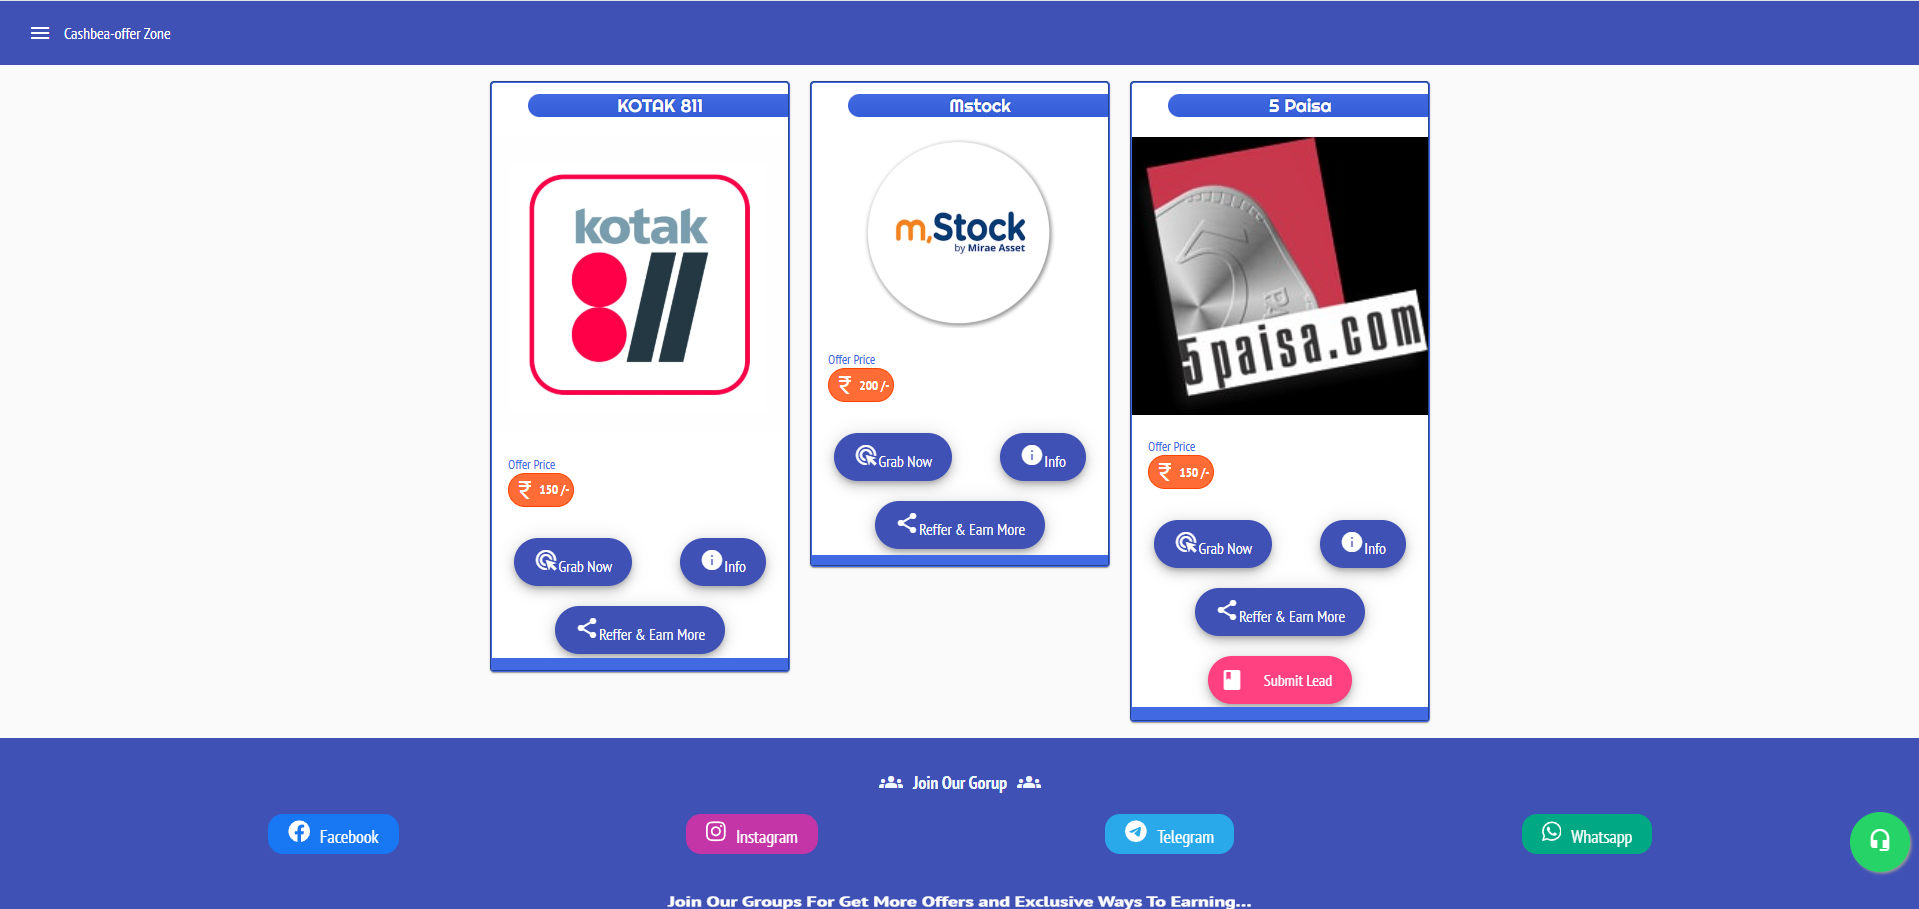 Cashbea-offer Zone
KOTAK 811
kotak
811
Offer Price
₹ 150 /-
Grab Now
Info
Reffer & Earn More
Mstock
m.Stock
by Mirae Asset
Offer Price
₹ 200 /-
Grab Now
Info
Reffer & Earn More
5 Paisa
5paisa.com
Offer Price
₹ 150 /-
Grab Now
Info
Reffer & Earn More
Submit Lead
Join Our Gorup
Facebook
Instagram
Telegram
Whatsapp
Join Our Groups For Get More Offers and Exclusive Ways To Earning...